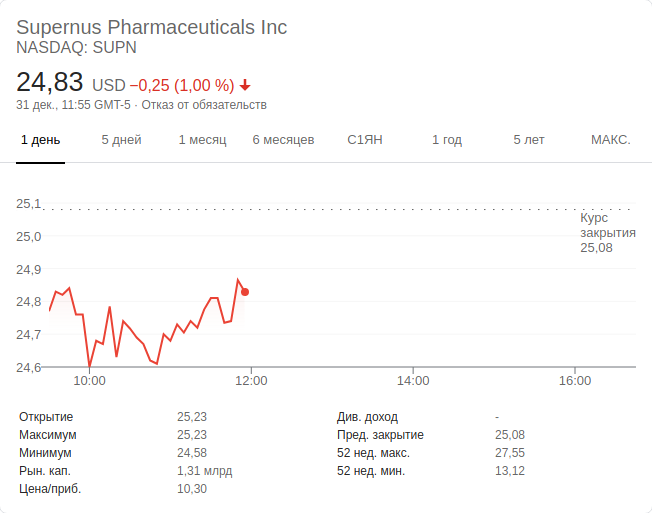 Supernus Pharmaceuticals Inc
NASDAQ: SUPN
24,83 USD −0,25 (1,00 %)
31 дек., 11:55 GMT-5 · Отказ от обязательств
1 день 5 дней 1 месяц 6 месяцев С1ЯН 1 год 5 лет МАКС.
25,1
Курс
закрытия
25,08
25,0
24,9
24,8
24,7
24,6
10:00 12:00 14:00 16:00
Открытие 25,23 Див. доход -
Максимум 25,23 Пред. закрытие 25,08
Минимум 24,58 52 нед. макс. 27,55
Рын. кап. 1,31 млрд 52 нед. мин. 13,12
Цена/приб. 10,30